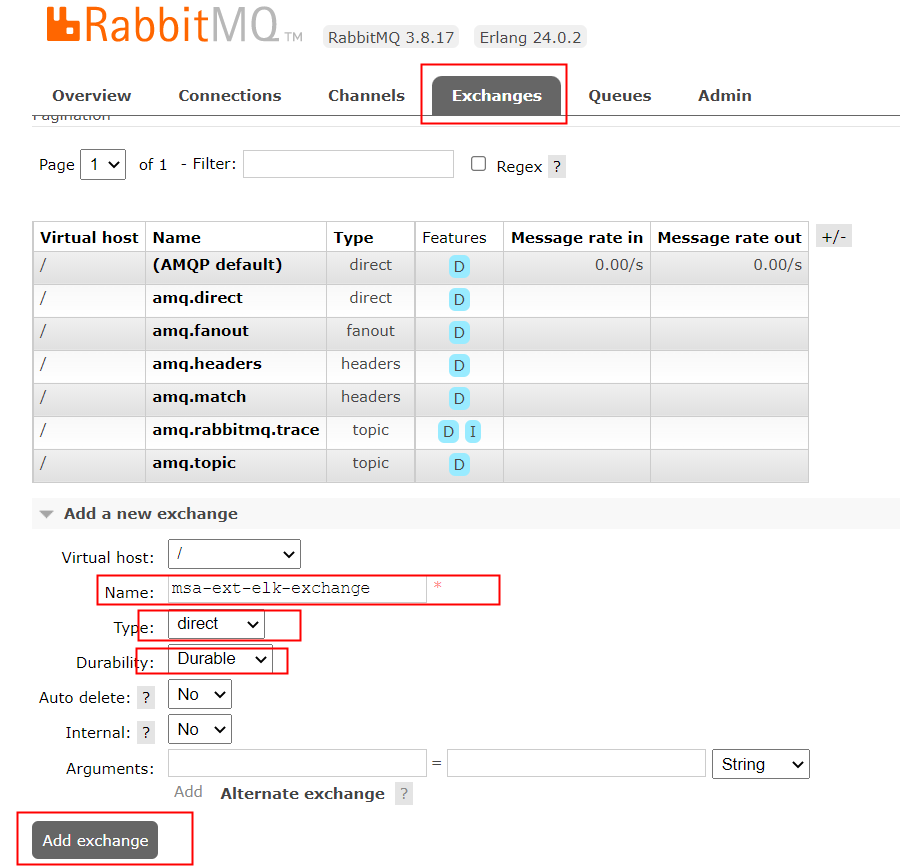 RabbitMQ TM RabbitMQ 3.8.17 Erlang 24.0.2
Overview Connections Channels Exchanges Queues Admin
Pagination
Page 1 of 1 - Filter: Regex ?
Virtual host Name Type Features Message rate in Message rate out +/-
/ (AMQP default) direct D 0.00/s 0.00/s
/ amq.direct direct D
/ amq.fanout fanout D
/ amq.headers headers D
/ amq.match headers D
/ amq.rabbitmq.trace topic D I
/ amq.topic topic D
Add a new exchange
Virtual host: /
Name: msa-ext-elk-exchange *
Type: direct
Durability: Durable
Auto delete: ? No
Internal: ? No
Arguments: = String
Add Alternate exchange ?
Add exchange